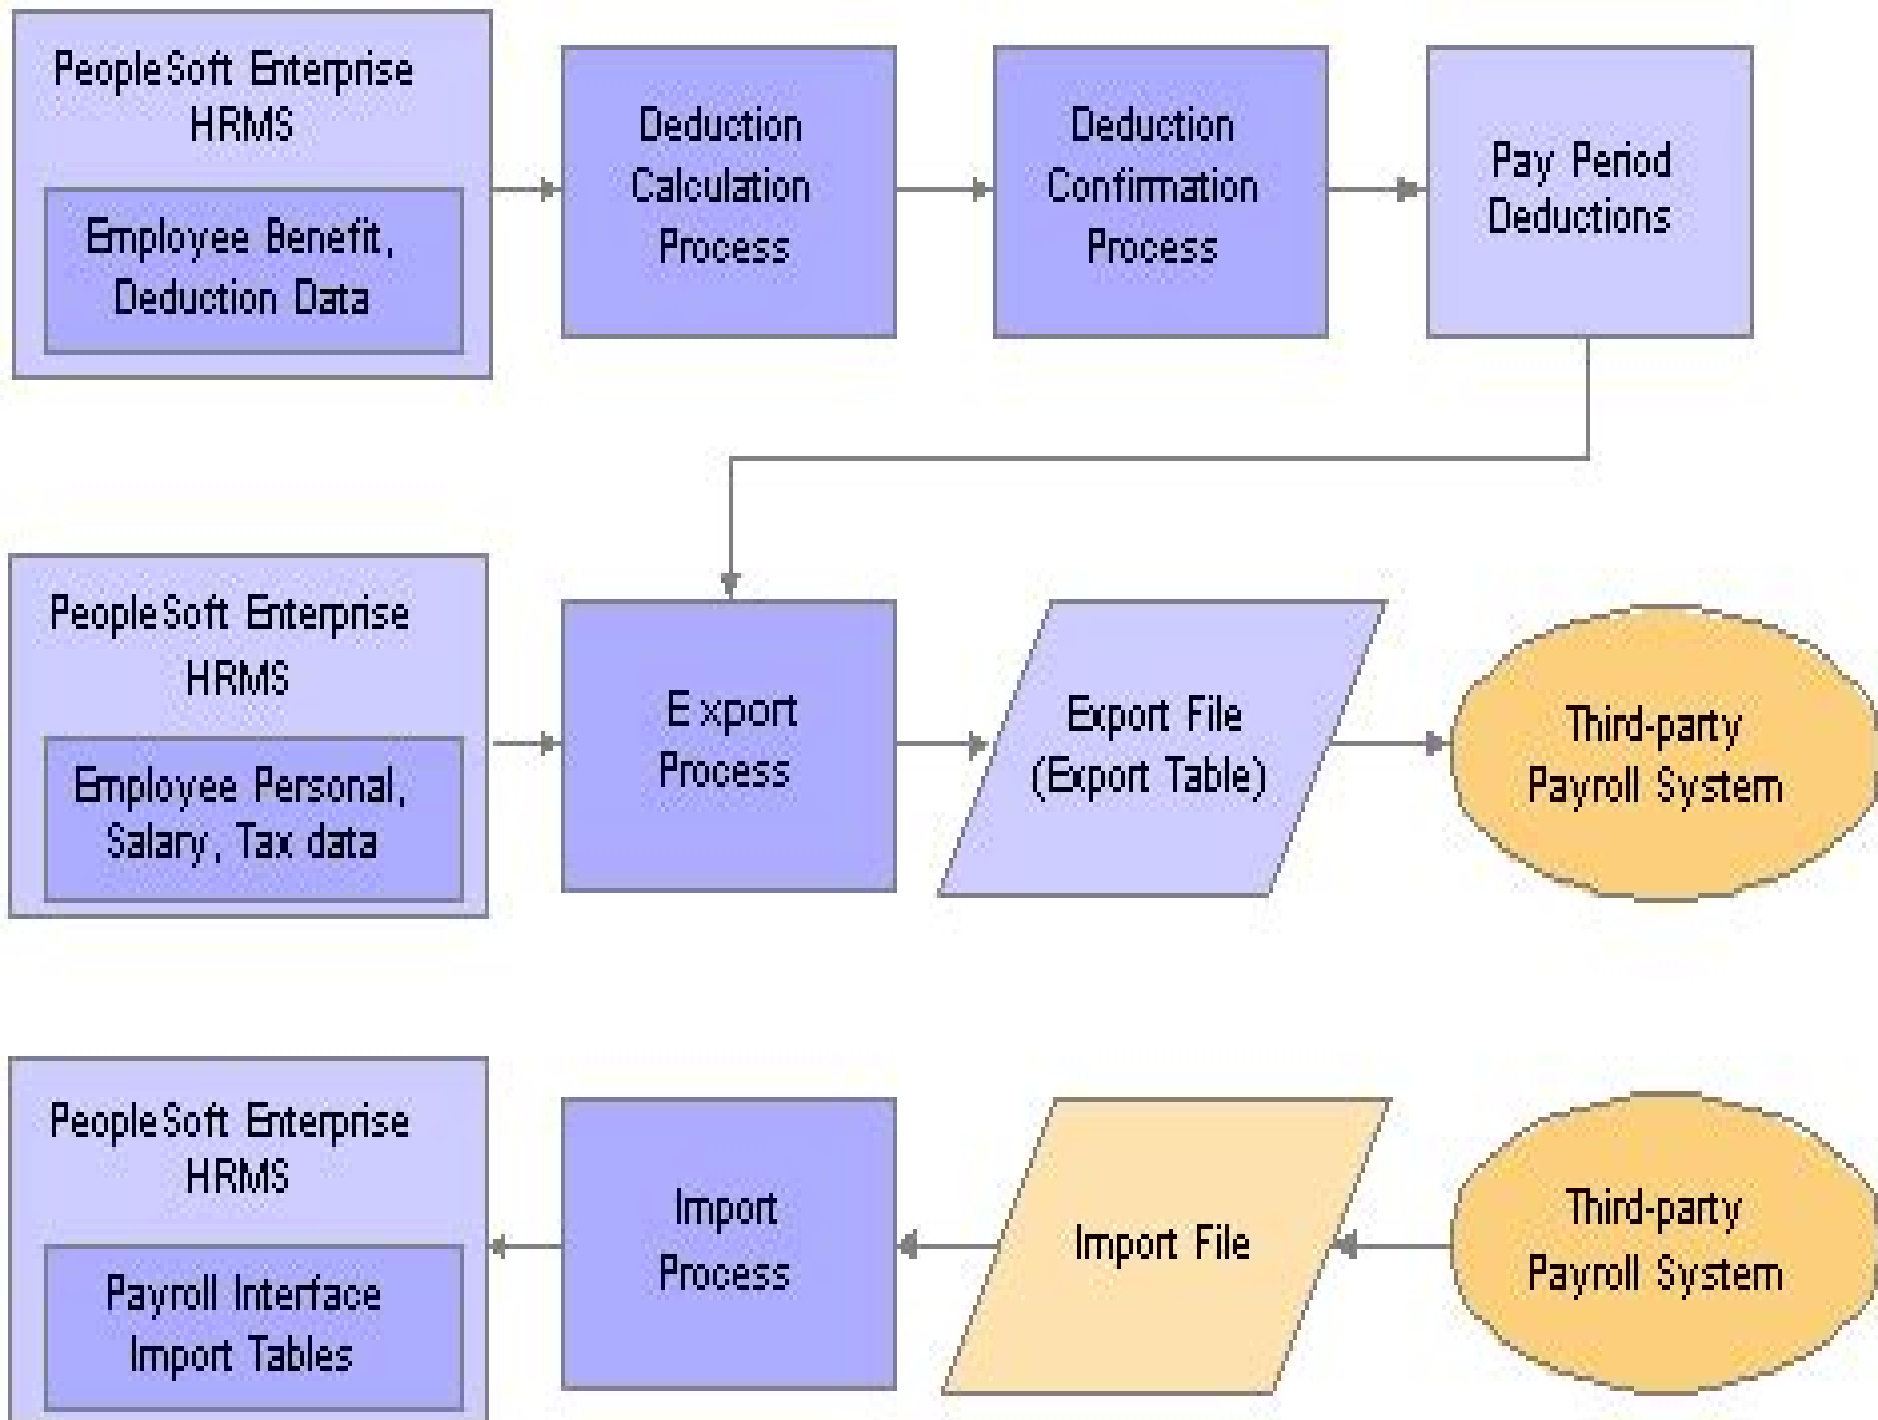 PeopleSoft Enterprise
HRMS
Employee Benefit,
Deduction Data
Deduction
Calculation
Process
Deduction
Confirmation
Process
Pay Period
Deductions
PeopleSoft Enterprise
HRMS
Employee Personal,
Salary, Tax data
Export
Process
Export File
(Export Table)
Third-party
Payroll System
PeopleSoft Enterprise
HRMS
Payroll Interface
Import Tables
Import
Process
Import File
Third-party
Payroll System